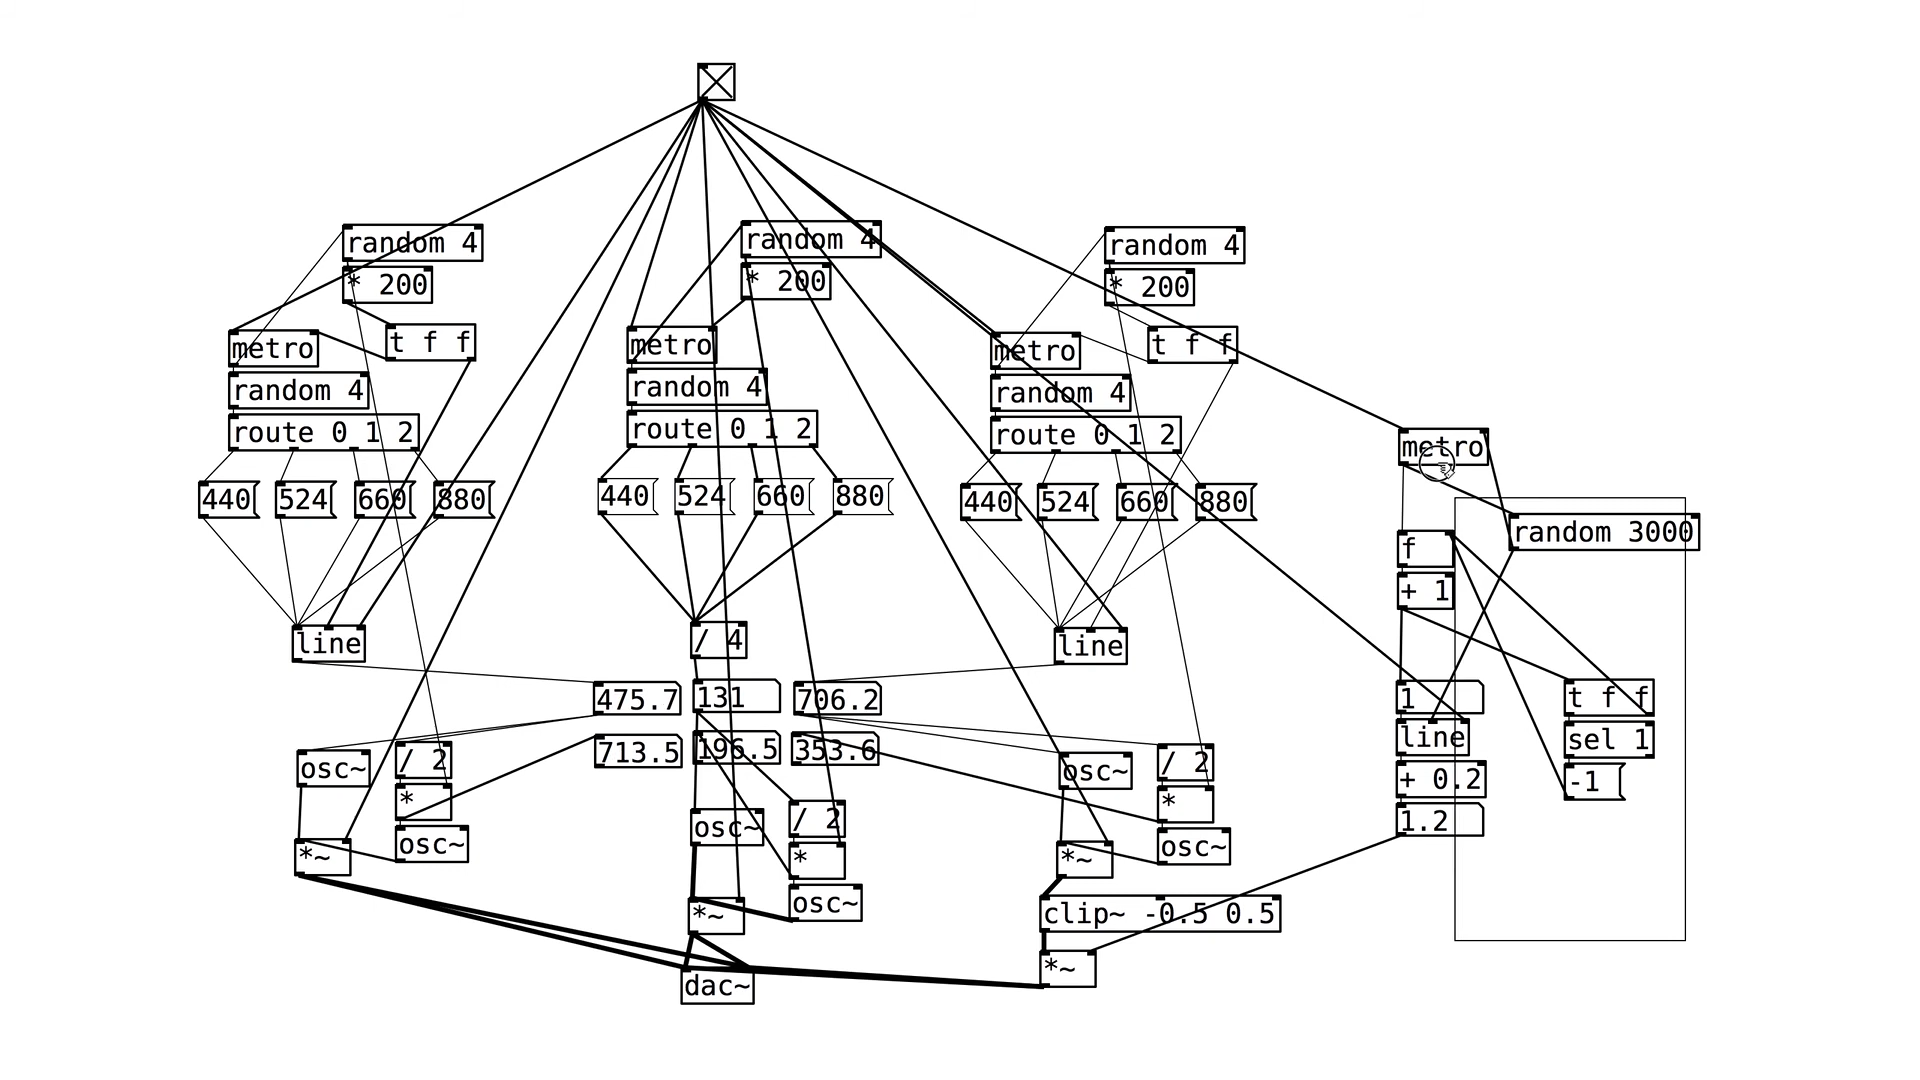 random 4
* 200
metro
t f f
random 4
route 0 1 2
440
524
660
880
line
random 4
* 200
metro
random 4
route 0 1 2
440
524
660
880
/ 4
random 4
* 200
metro
t f f
random 4
route 0 1 2
440
524
660
880
line
475.7
131
706.2
713.5
196.5
353.6
osc~
/ 2
*
osc~
*~
osc~
/ 2
*
osc~
*~
dac~
osc~
/ 2
*
osc~
*~
clip~ -0.5 0.5
*~
metro
random 3000
f
+ 1
1
line
+ 0.2
1.2
t f f
sel 1
-1